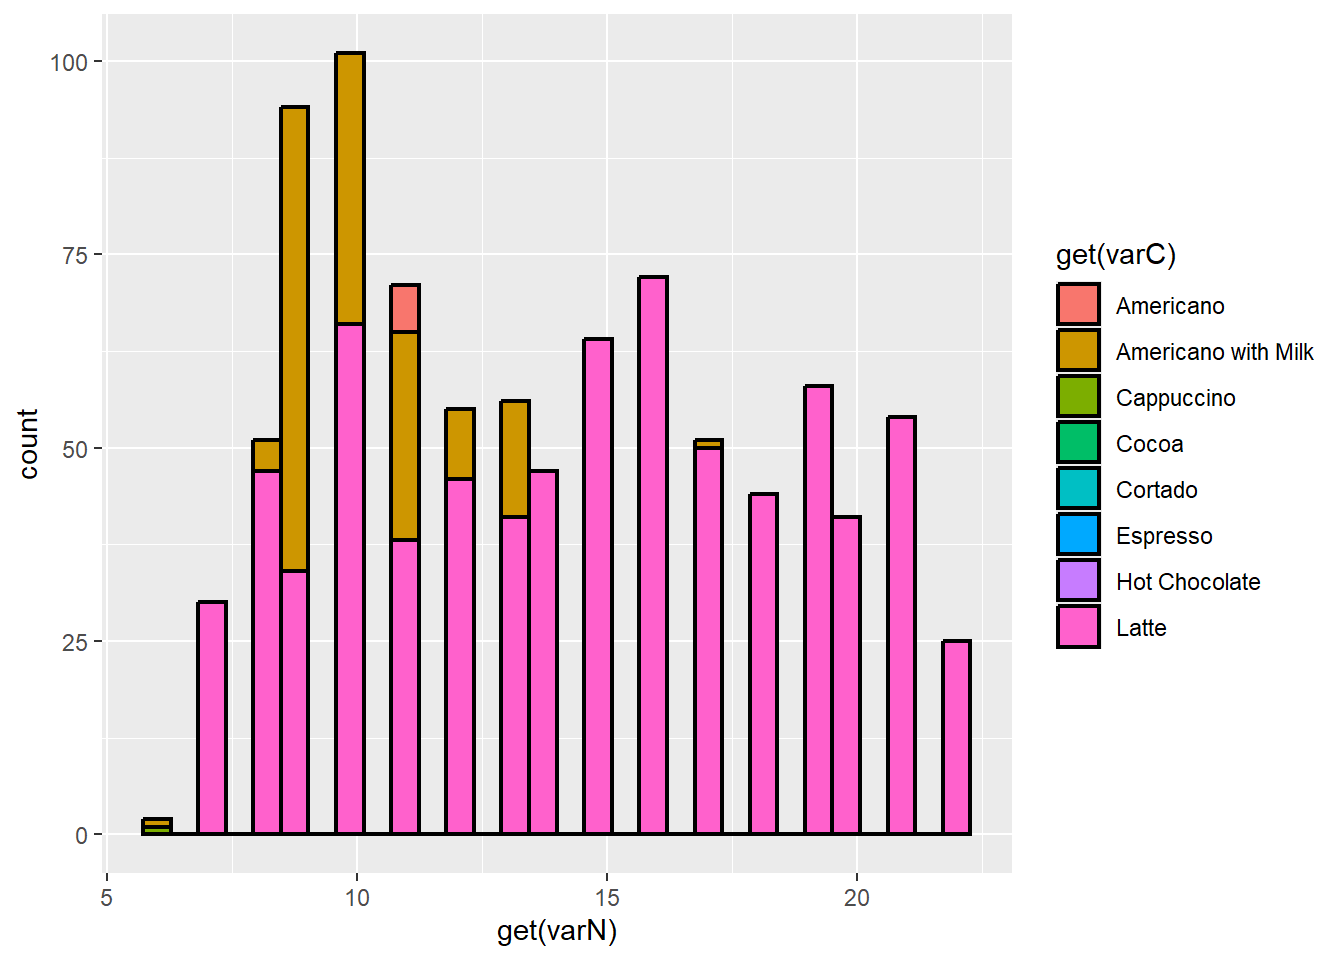 100
75
50
25
0
count
5
10
15
20
get(varN)
get(varC)
Americano
Americano with Milk
Cappuccino
Cocoa
Cortado
Espresso
Hot Chocolate
Latte